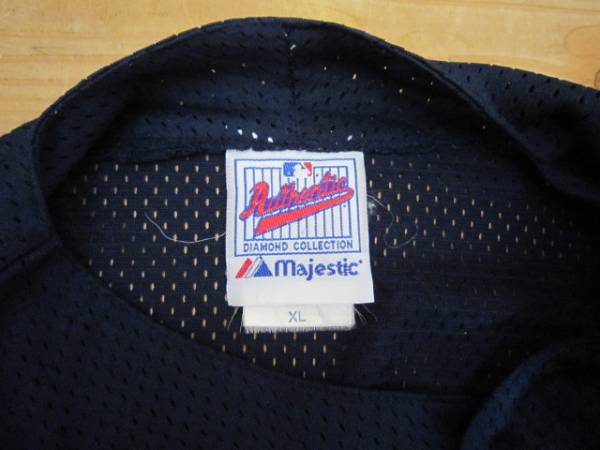 Authentic
DIAMOND COLLECTION
Majestic
XL